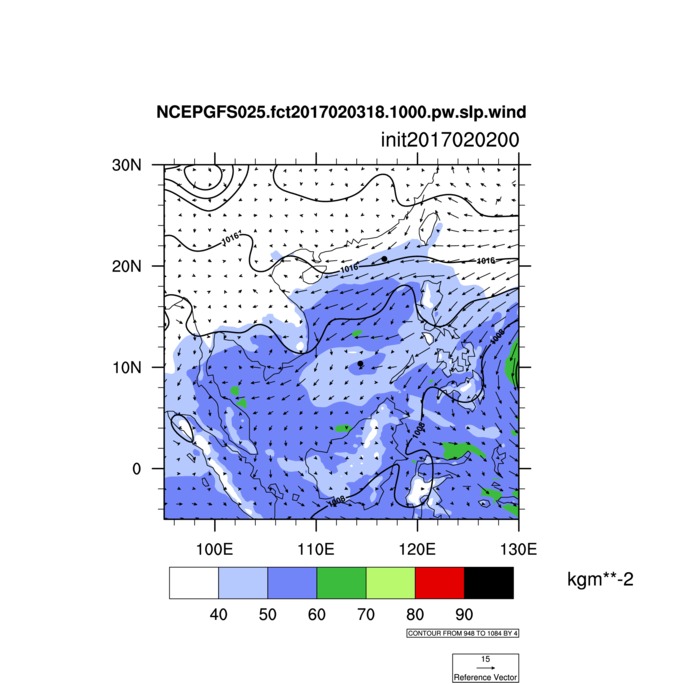 NCEPGFS025.fct2017020318.1000.pw.slp.wind
init2017020200
30N
20N
10N
0
1016
1016
1016
1008
1008
1008
100E
110E
120E
130E
40
50
60
70
80
90
kgm**-2
CONTOUR FROM 948 TO 1084 BY 4
15
Reference Vector